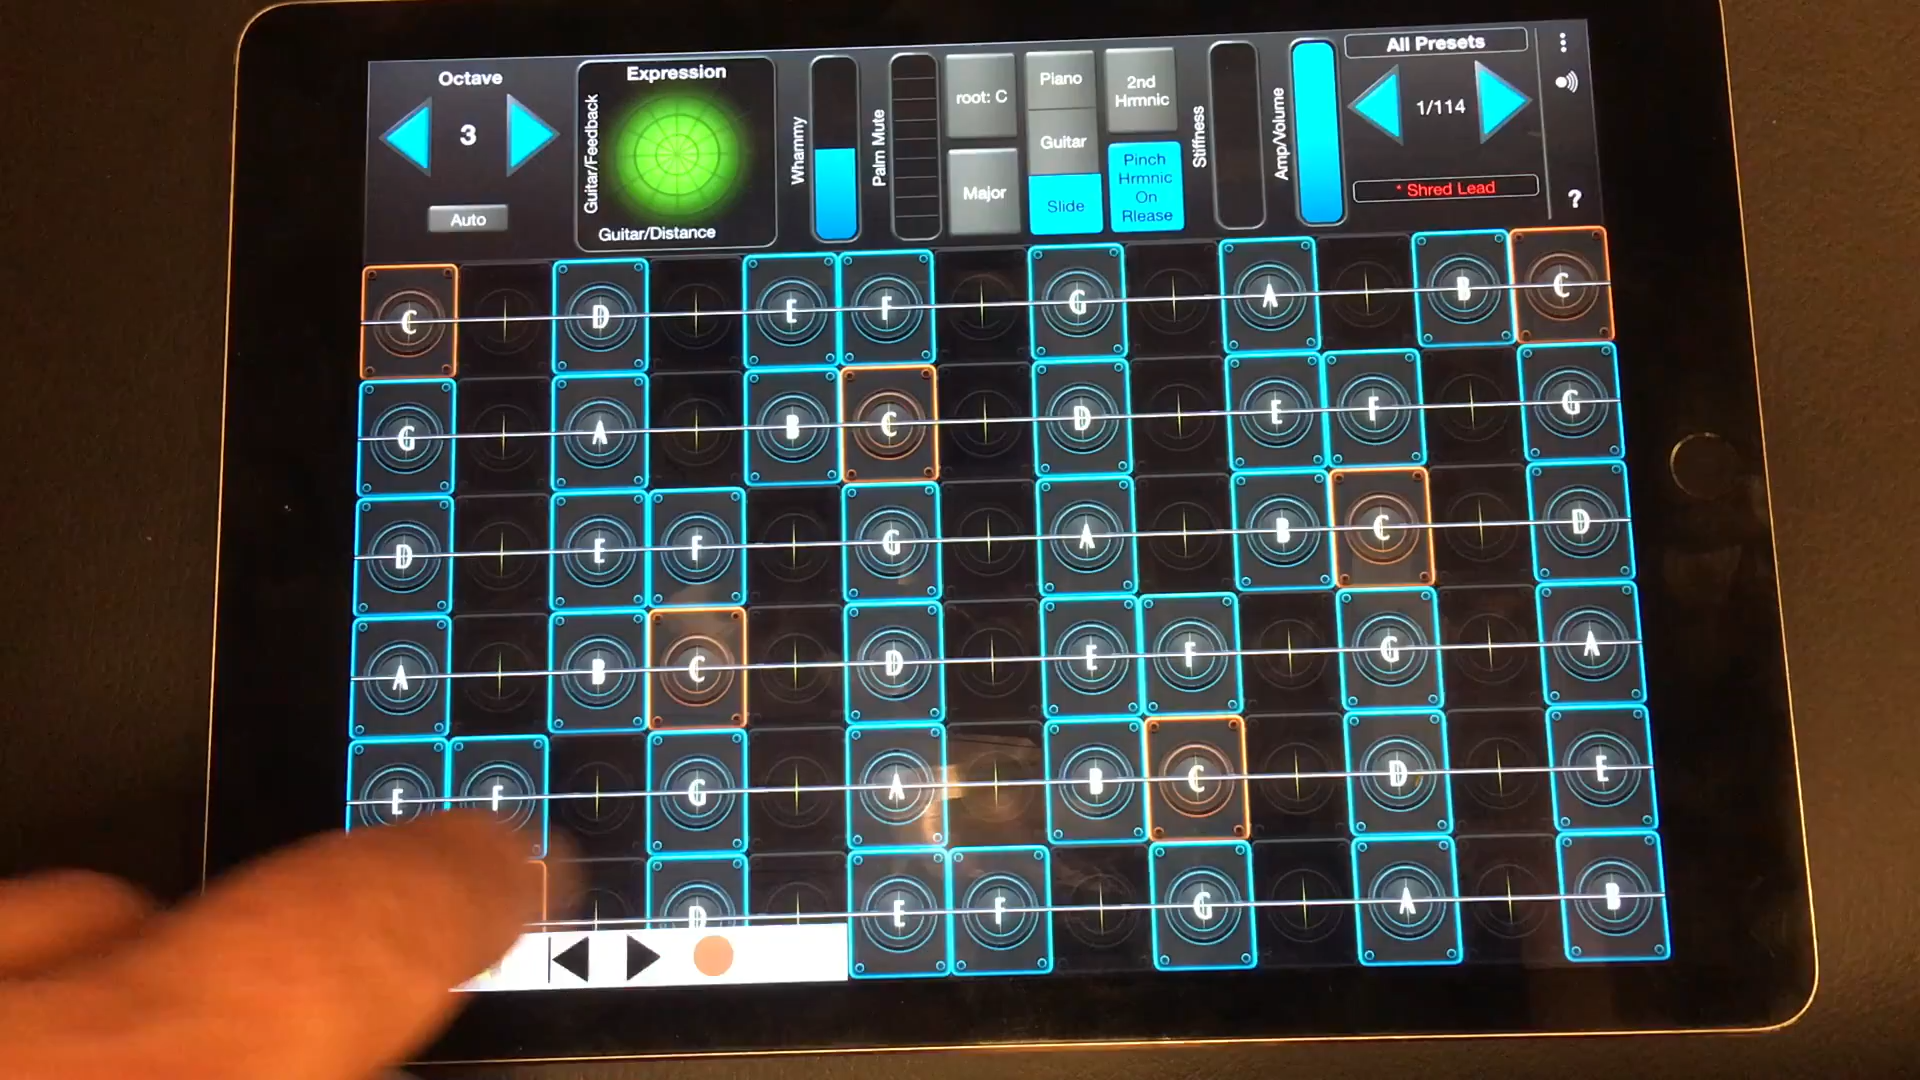 Octave
3
Auto
Expression
Guitar/Feedback
Guitar/Distance
Whammy
Palm Mute
root: C
Major
Piano
Guitar
Slide
2nd
Hrmnic
Pinch
Hrmnic
On
Rlease
Stiffness
Amp/Volume
All Presets
1/114
* Shred Lead
?
C D E F G A B C
G A B C D E F G
D E F G A B C D
A B C D E F G A
E F G A B C D E
D E F G A B